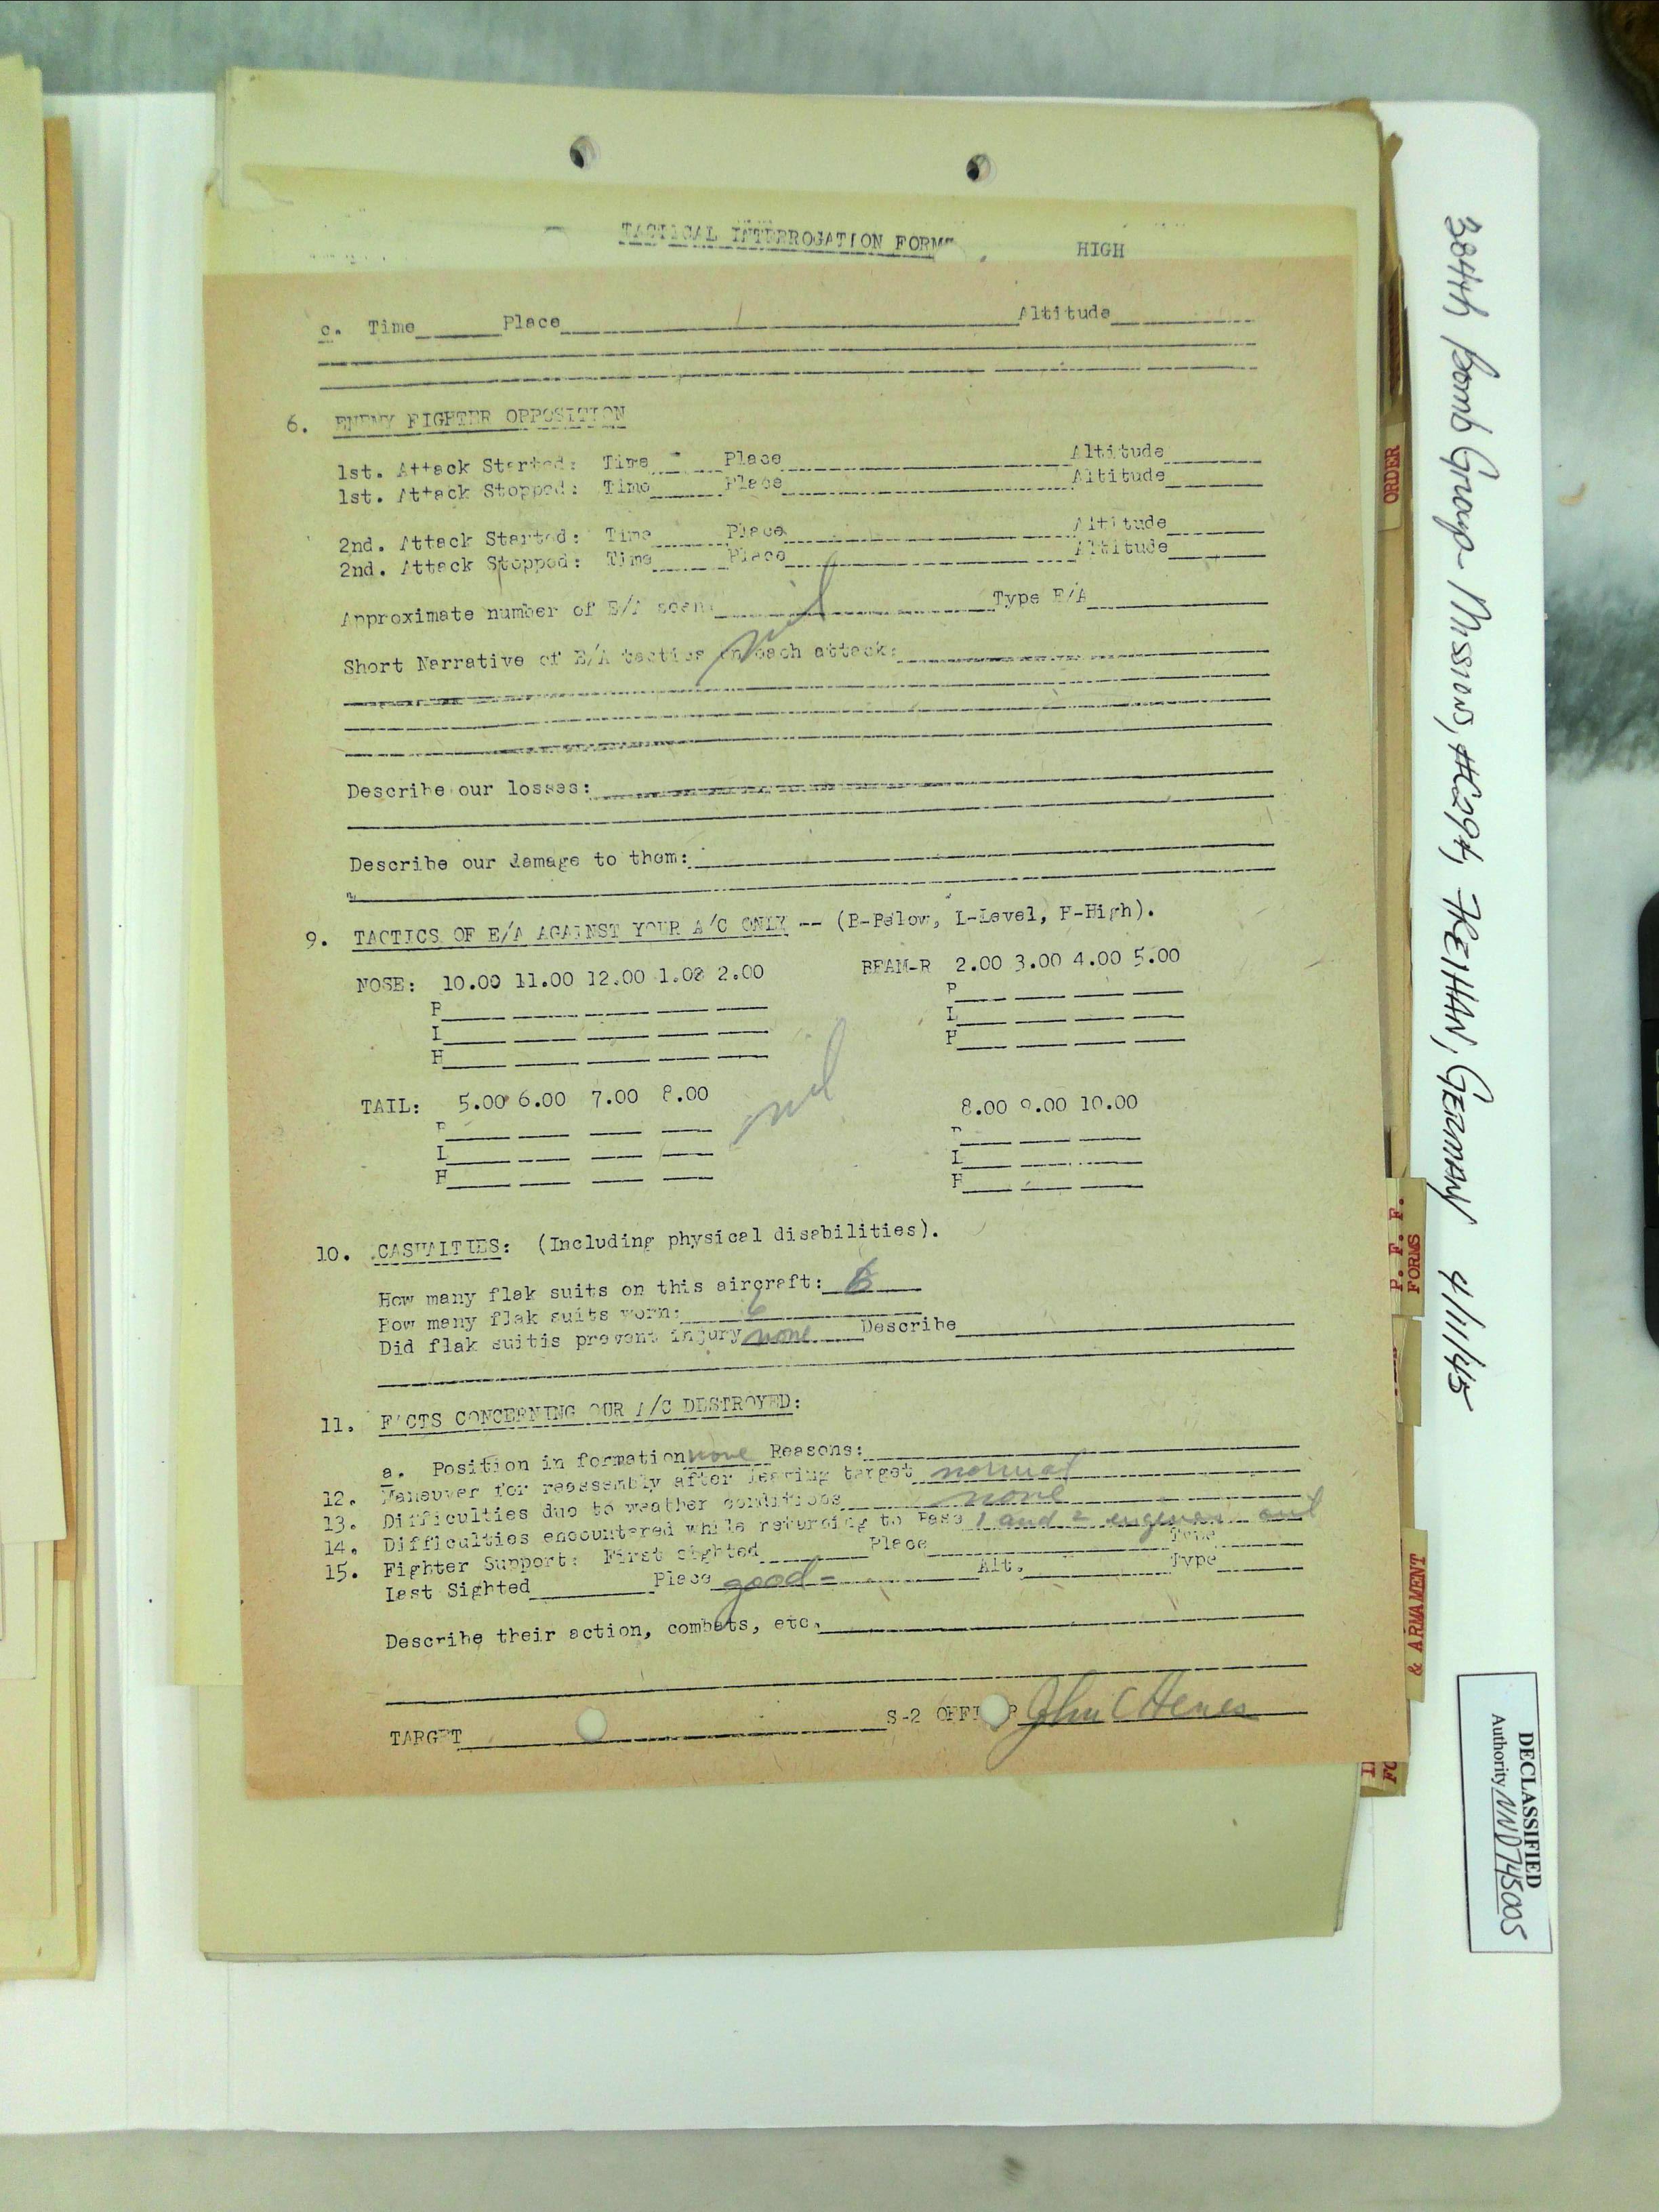 TACTICAL INTERROGATION FORM HIGH
c. Time______Place______Altitude______
6. ENEMY FIGHTER OPPOSITION
1st. Attack Started: Time______Place______Altitude______
1st. Attack Stopped: Time______Place______Altitude______
2nd. Attack Started: Time______Place______Altitude______
2nd. Attack Stopped: Time______Place______Altitude______
nil
Approximate number of E/A seen:______Type E/A______
Short Narrative of E/A tactics on each attack:______
Describe our losses:______
Describe our damage to them:______
9. TACTICS OF E/A AGAINST YOUR A/C ONLY -- (B-Below, L-Level, H-High).
NOSE: 10.00 11.00 12.00 1.00 2.00 BEAM-R 2.00 3.00 4.00 5.00
B B
L L
H H
nil
TAIL: 5.00 6.00 7.00 8.00 8.00 9.00 10.00
B B
L L
H H
10. CASUALTIES: (Including physical disabilities).
How many flak suits on this aircraft: 6
How many flak suits worn: 6
Did flak suitis prevent injury none Describe______
11. FACTS CONCERNING OUR A/C DESTROYED:
a. Position in formation none Reasons:______
12. Maneuver for reassembly after leaving target normal
13. Difficulties due to weather conditions none
14. Difficulties encountered while returning to Base 1 and 2 engines out
15. Fighter Support: First sighted______Place______Type______
Last Sighted______Place good - Alt.______Type______
Describe their action, combats, etc.______
TARGET______S-2 OFFI R John C Henes
384th Bomb Group - Missions, #294, FREIHAN, GERMANY 4/11/45
ORDER
P. F. F.
FORMS
& ARMAMENT
DECLASSIFIED
Authority NND745005